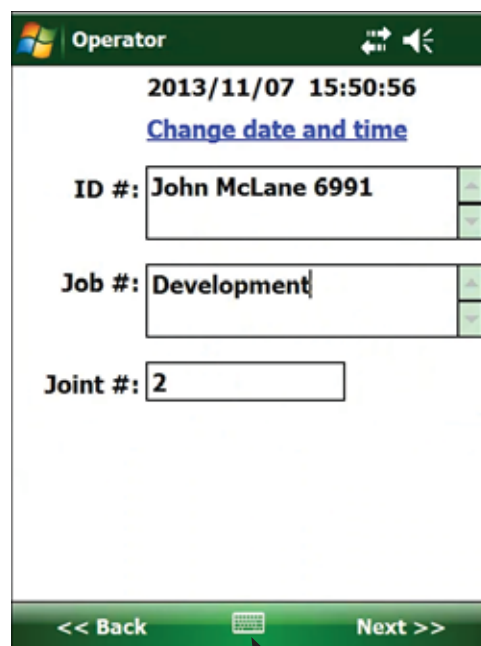 Operator
2013/11/07 15:50:56
Change date and time
ID #: John McLane 6991
Job #: Development
Joint #: 2
<< Back Next >>